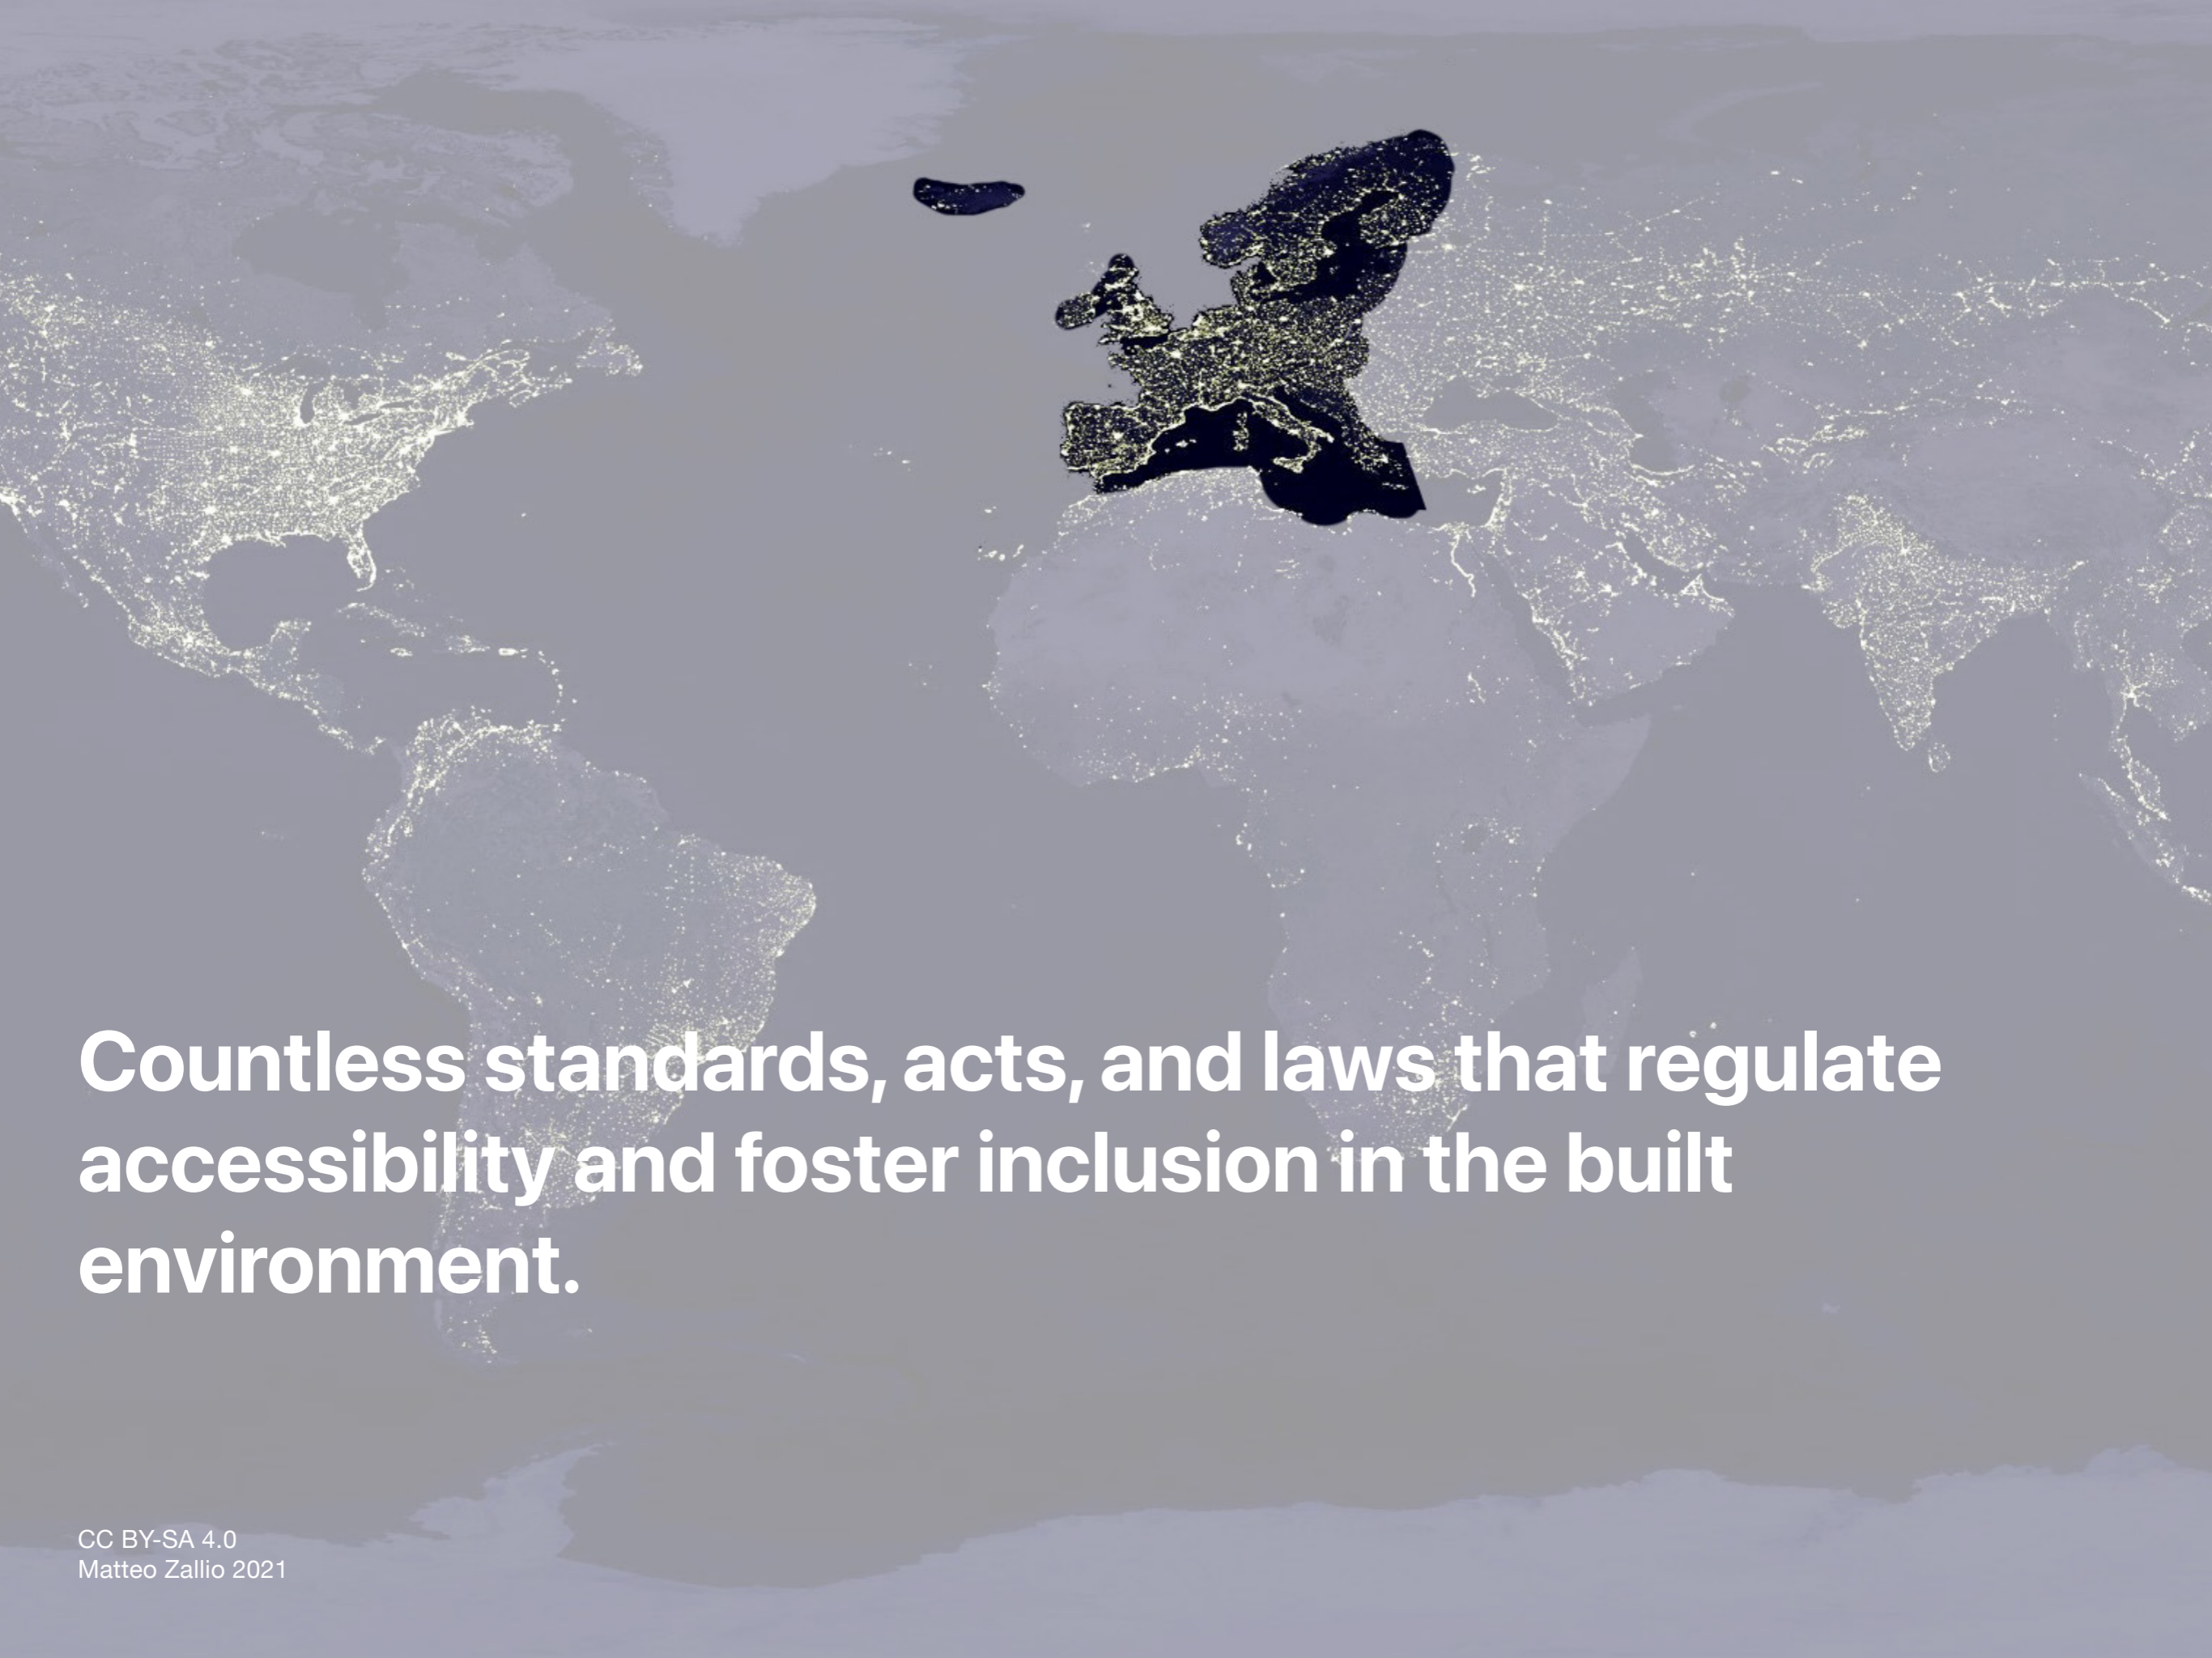 Countless standards, acts, and laws that regulate
accessibility and foster inclusion in the built
environment.
CC BY-SA 4.0
Matteo Zallio 2021